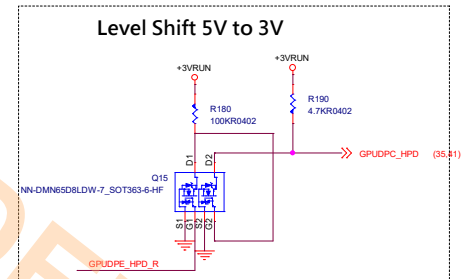 Level Shift 5V to 3V
+3VRUN
+3VRUN
R180
100KR0402
R190
4.7KR0402
GPUDPC_HPD (35,41)
D1
D2
Q15
NN-DMN65D8LDW-7_SOT363-6-HF
S1
G1
S2
G2
GPUDPE_HPD_R